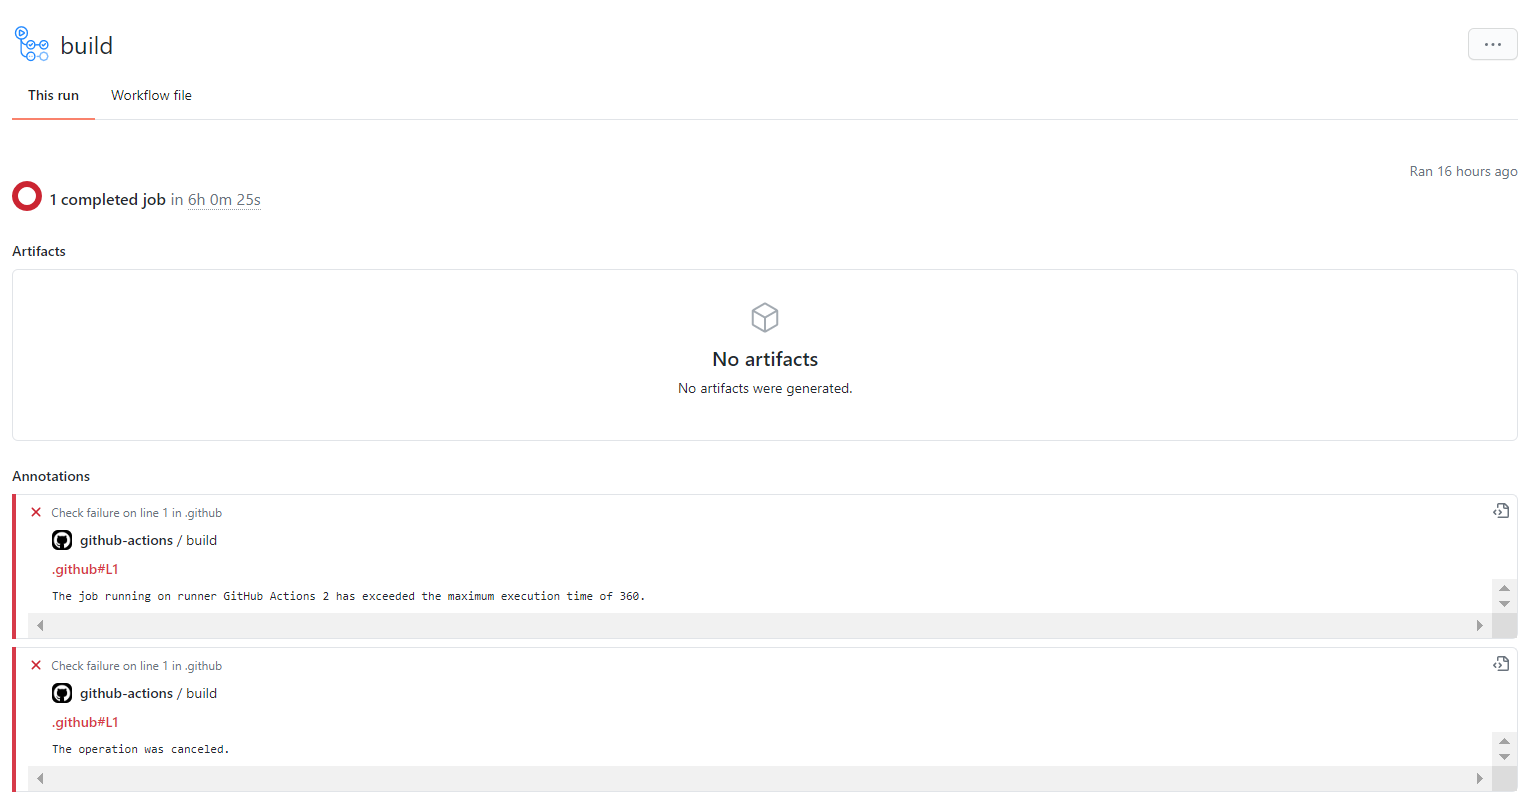 build
...
This run
Workflow file
Ran 16 hours ago
1 completed job in 6h 0m 25s
Artifacts
No artifacts
No artifacts were generated.
Annotations
Check failure on line 1 in .github
github-actions / build
.github#L1
The job running on runner GitHub Actions 2 has exceeded the maximum execution time of 360.
Check failure on line 1 in .github
github-actions / build
.github#L1
The operation was canceled.